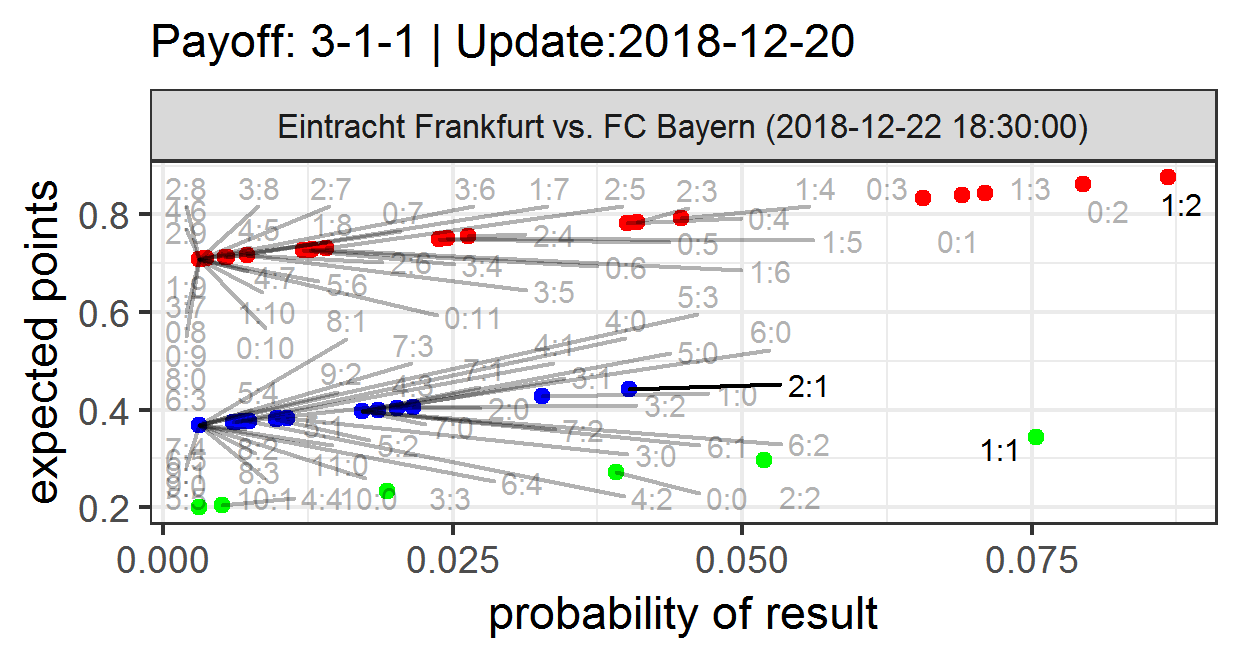 Payoff: 3-1-1 | Update:2018-12-20
Eintracht Frankfurt vs. FC Bayern (2018-12-22 18:30:00)
expected points
0.8
0.6
0.4
0.2
2:8 3:8 2:7 3:6 1:7 2:5 2:3 1:4 0:3 1:3
4:6 0:7 0:2 1:2
2:9 4:5 1:8 2:4 0:4 0:5 1:5 0:1
2:6 3:4 0:6 1:6
1:9 4:7 5:6 3:5 5:3
3:7 1:10 8:1 0:11 4:0
0:8 6:0
0:9 0:10 7:3 4:1 5:0
8:0 9:2 7:1 3:1 2:1
6:3 5:4 4:3 2:0 3:2 1:0
5:1 7:0 7:2
7:4 8:2 5:2 3:0 6:1 6:2 1:1
9:1 8:3 11:0 6:4
10:1 4:4 10:0 3:3 4:2 0:0 2:2
0.000
0.025
0.050
0.075
probability of result